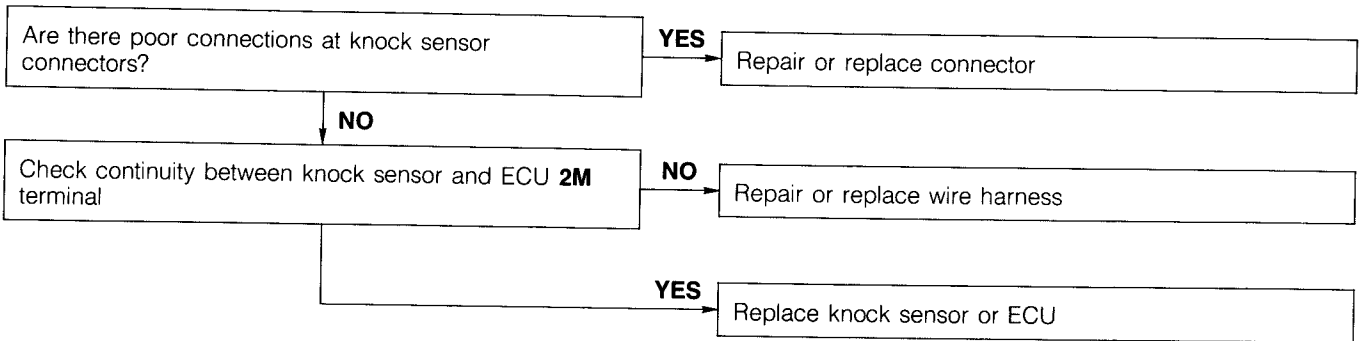 Are there poor connections at knock sensor
connectors?
YES
Repair or replace connector
NO
Check continuity between knock sensor and ECU 2M
terminal
NO
Repair or replace wire harness
YES
Replace knock sensor or ECU